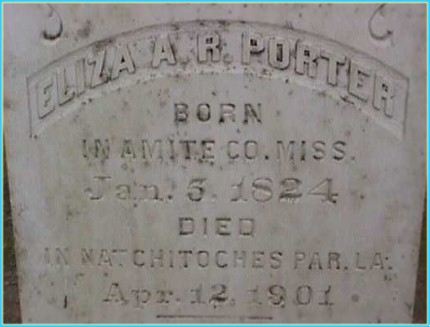 ELIZA A. R. PORTER
BORN
IN AMITE CO. MISS.
Jan. 5. 1824
DIED
IN NATCHITOCHES PAR. LA.
Apr. 12, 1901